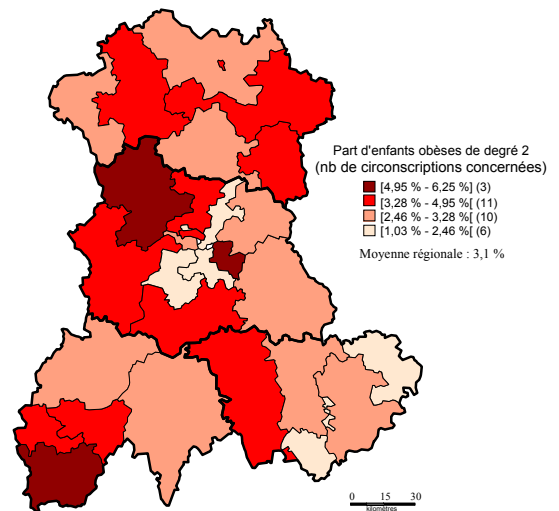 Part d'enfants obèses de degré 2
(nb de circonscriptions concernées)
[4,95 % - 6,25 %] (3)
[3,28 % - 4,95 %[ (11)
[2,46 % - 3,28 %[ (10)
[1,03 % - 2,46 %[ (6)
Moyenne régionale : 3,1 %
0 15 30
kilomètres